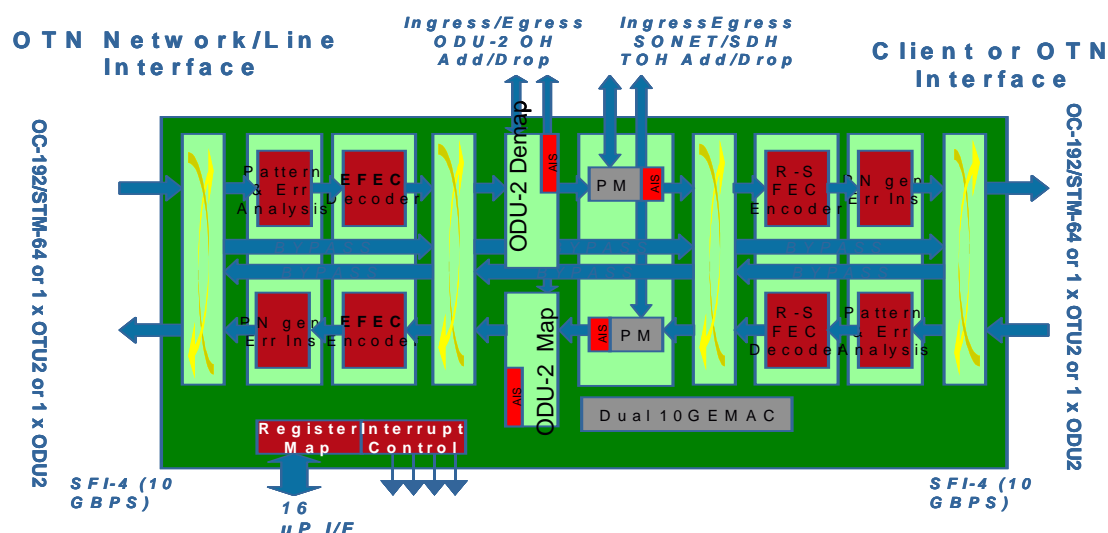 Ingress/Egress
ODU-2 OH
Add/Drop
IngressEgress
SONET/SDH
TOH Add/Drop
OTN Network/Line
Interface
Client or OTN
Interface
OC-192/STM-64 or 1 x OTU2 or 1 x ODU2
Pattern
& Err
Analysis
EFEC
Decoder
ODU-2 Demap
AIS
PM
AIS
R-S
FEC
Encoder
PN gen
Err Ins
OC-192/STM-64 or 1 x OTU2 or 1 x ODU2
PN gen
Err Ins
EFEC
Encoder
ODU-2 Map
AIS
AIS
PM
R-S
FEC
Decoder
Pattern
& Err
Analysis
Dual 10GEMAC
Register
Map
Interrupt
Control
SFI-4 (10
GBPS)
16
uP I/F
SFI-4 (10
GBPS)